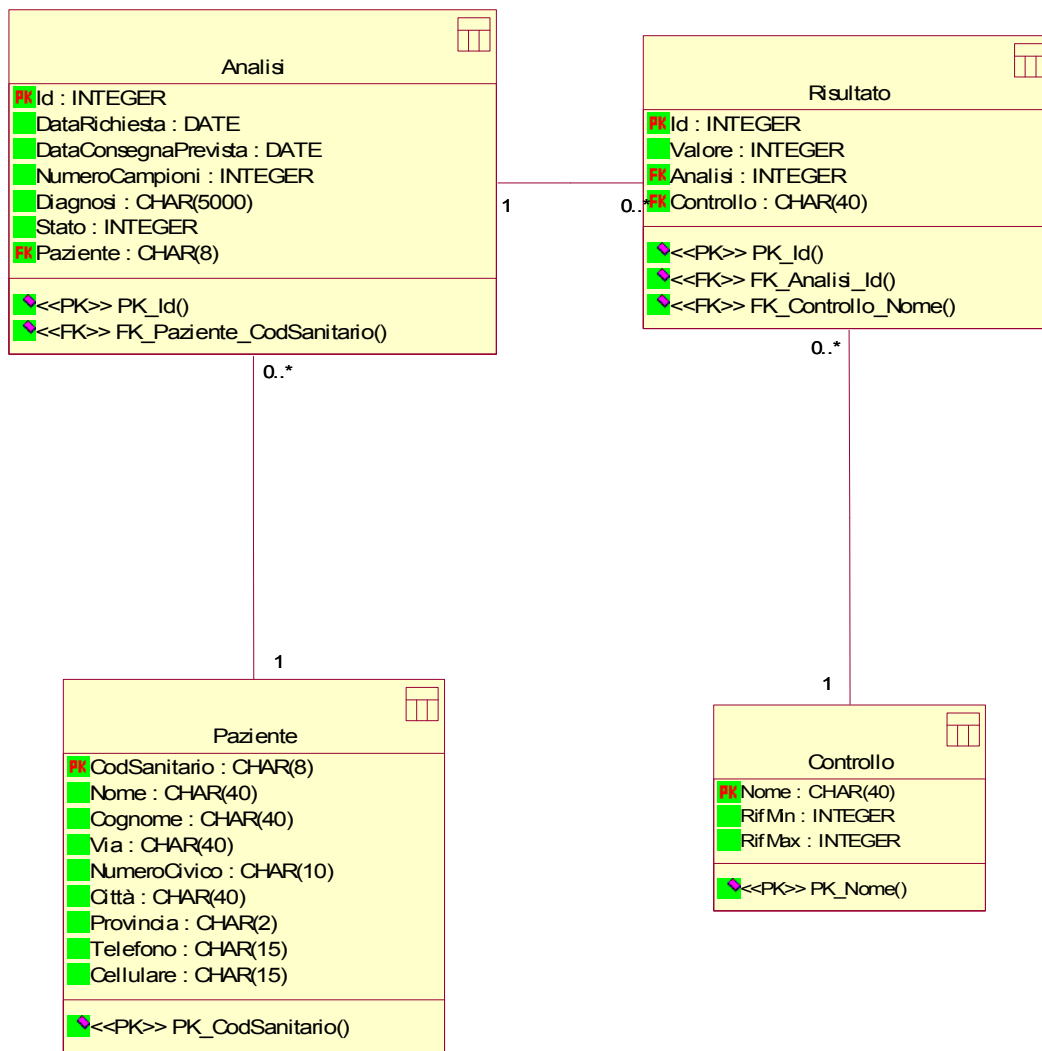 Analisi
PK Id : INTEGER
DataRichiesta : DATE
DataConsegnaPrevista : DATE
NumeroCampioni : INTEGER
Diagnosi : CHAR(5000)
Stato : INTEGER
FK Paziente : CHAR(8)
<<PK>> PK_Id()
<<FK>> FK_Paziente_CodSanitario()
Risultato
PK Id : INTEGER
Valore : INTEGER
FK Analisi : INTEGER
FK Controllo : CHAR(40)
<<PK>> PK_Id()
<<FK>> FK_Analisi_Id()
<<FK>> FK_Controllo_Nome()
1
0..*
0..*
0..*
1
1
Paziente
PK CodSanitario : CHAR(8)
Nome : CHAR(40)
Cognome : CHAR(40)
Via : CHAR(40)
NumeroCivico : CHAR(10)
Città : CHAR(40)
Provincia : CHAR(2)
Telefono : CHAR(15)
Cellulare : CHAR(15)
<<PK>> PK_CodSanitario()
Controllo
PK Nome : CHAR(40)
RifMin : INTEGER
RifMax : INTEGER
<<PK>> PK_Nome()